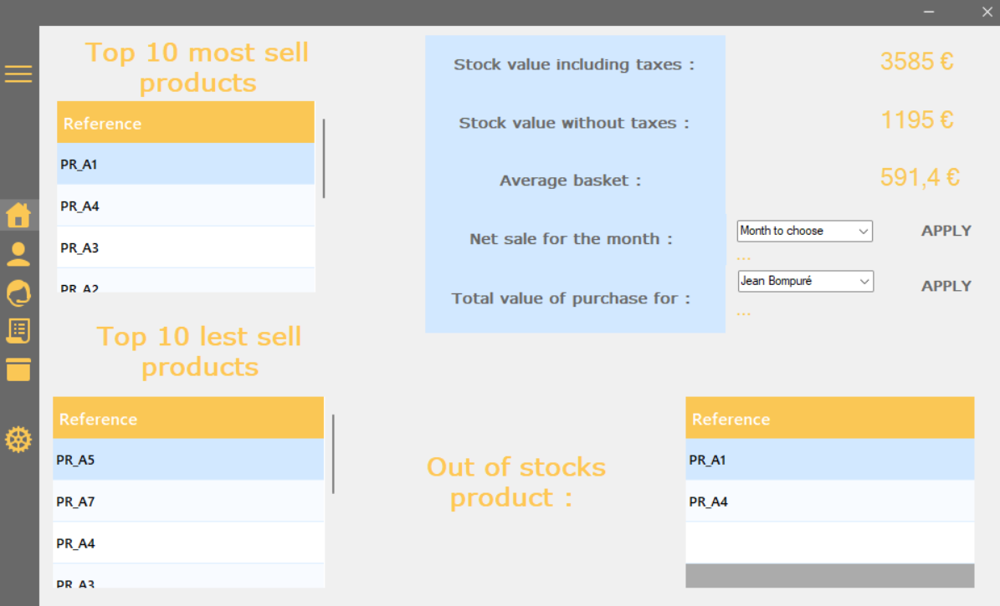 Top 10 most sell
products
Reference
PR_A1
PR_A4
PR_A3
PR_A2
Stock value including taxes :
3585 €
Stock value without taxes :
1195 €
Average basket :
591,4 €
Net sale for the month :
Month to choose
APPLY
...
Total value of purchase for :
Jean Bompuré
APPLY
...
Top 10 lest sell
products
Reference
PR_A5
PR_A7
PR_A4
PR_A3
Out of stocks
product :
Reference
PR_A1
PR_A4